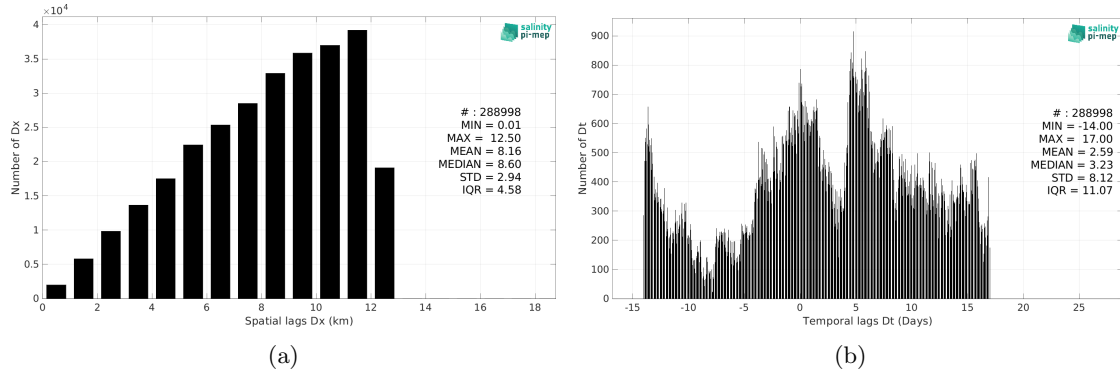 ×10⁴
4
3.5
3
2.5
2
1.5
1
0.5
0
Number of Dx
0 2 4 6 8 10 12 14 16 18
Spatial lags Dx (km)
salinity
pi-mep
# : 288998
MIN = 0.01
MAX = 12.50
MEAN = 8.16
MEDIAN = 8.60
STD = 2.94
IQR = 4.58
(a)
900
800
700
600
500
400
300
200
100
0
Number of Dt
-15 -10 -5 0 5 10 15 20 25
Temporal lags Dt (Days)
salinity
pi-mep
# : 288998
MIN = -14.00
MAX = 17.00
MEAN = 2.59
MEDIAN = 3.23
STD = 8.12
IQR = 11.07
(b)